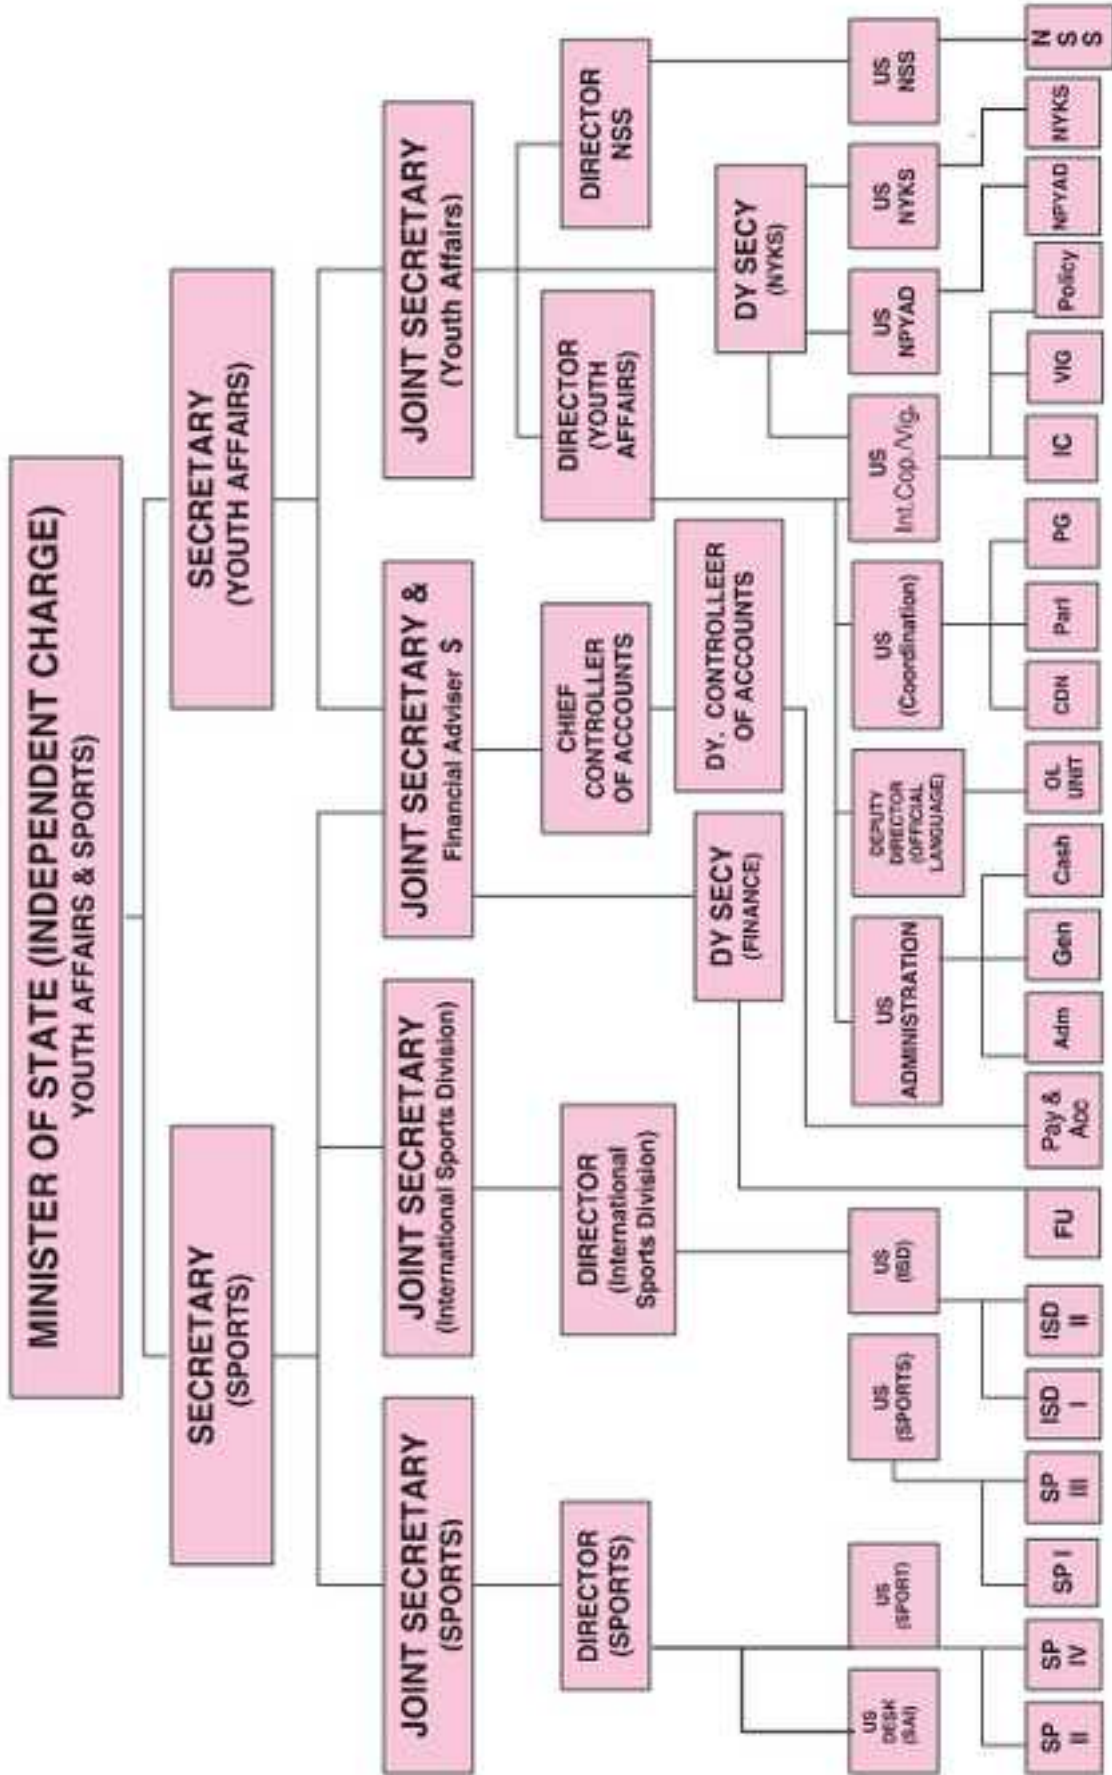 MINISTER OF STATE (INDEPENDENT CHARGE)
YOUTH AFFAIRS & SPORTS)
SECRETARY
(SPORTS)
SECRETARY
(YOUTH AFFAIRS)
JOINT SECRETARY
(SPORTS)
JOINT SECRETARY
(International Sports Division)
JOINT SECRETARY &
Financial Adviser $
JOINT SECRETARY
(Youth Affairs)
DIRECTOR
(SPORTS)
DIRECTOR
(International
Sports Division)
CHIEF
CONTROLLER
OF ACCOUNTS
DIRECTOR
(YOUTH
AFFAIRS)
DIRECTOR
NSS
DY SECY
(FINANCE)
DY. CONTROLLEER
OF ACCOUNTS
DY SECY
(NYKS)
US
DESK
(SAI)
US
(SPORT)
US
(SPORTS)
US
(ISD)
US
ADMINISTRATION
DEPUTY
DIRECTOR
(OFFICIAL
LANGUAGE)
US
(Coordination)
US
Int.Cop./Vig.
US
NPYAD
US
NYKS
US
NSS
SP
II
SP
IV
SP I
SP
III
ISD
I
ISD
II
FU
Pay &
Acc
Adm
Gen
Cash
OL
UNIT
CDN
Parl
PG
IC
VIG
Policy
NPYAD
NYKS
N
S
S